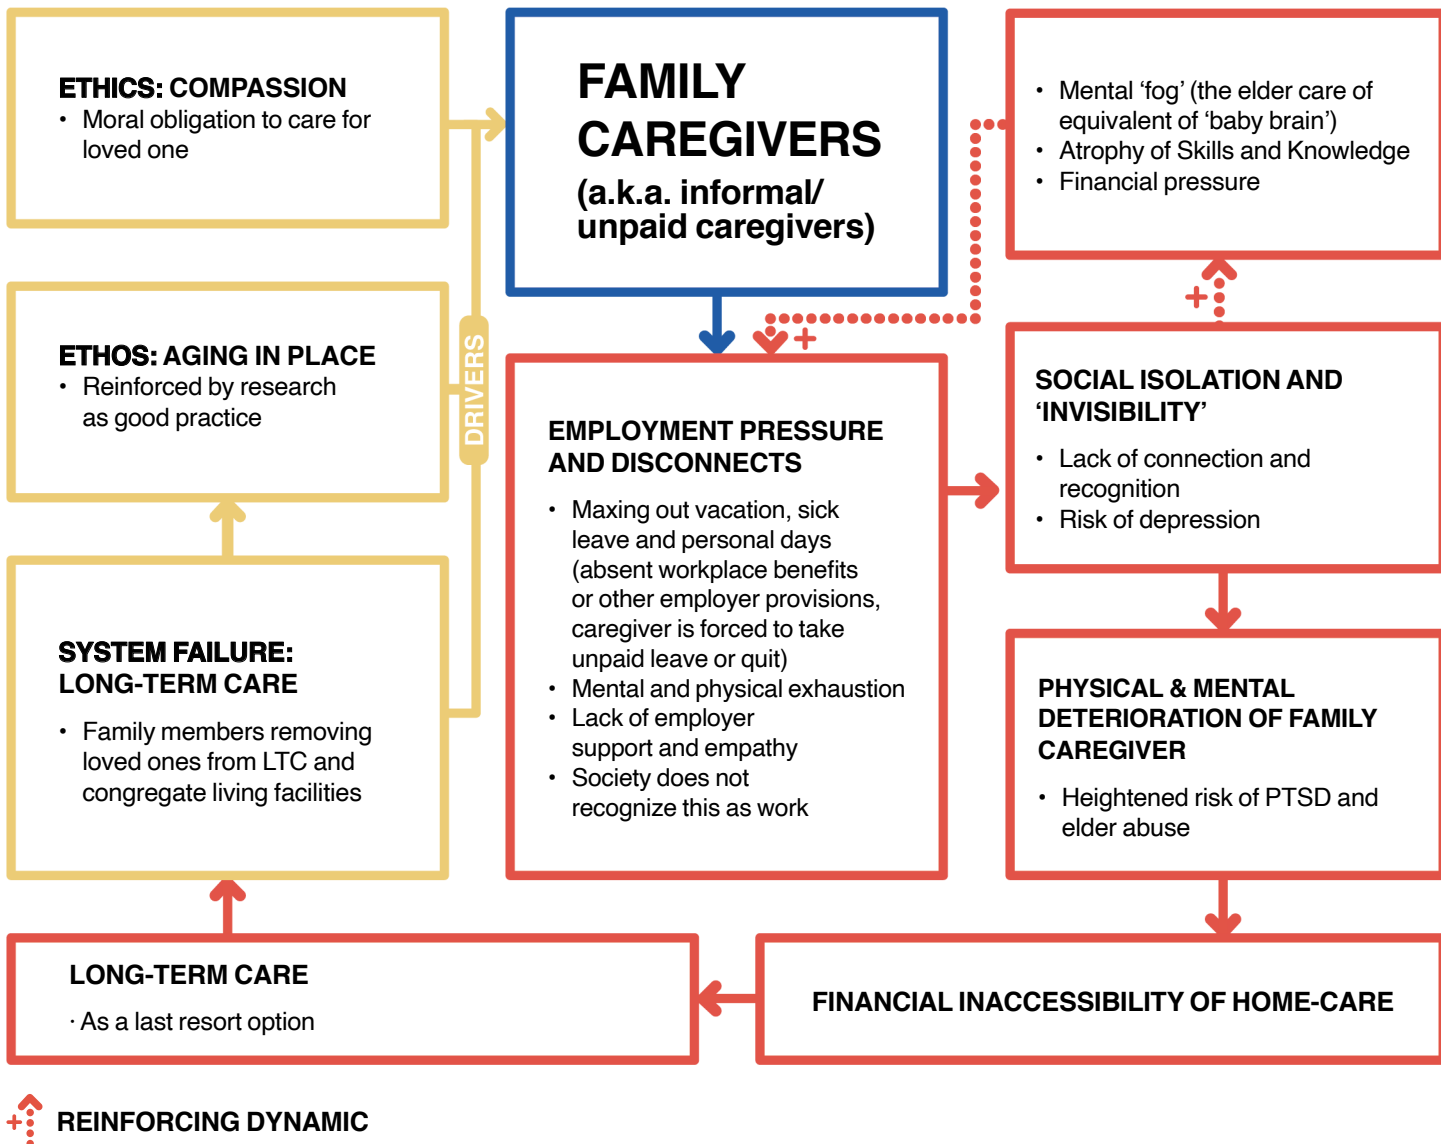 ETHICS: COMPASSION
• Moral obligation to care for
loved one
ETHOS: AGING IN PLACE
• Reinforced by research
as good practice
SYSTEM FAILURE:
LONG-TERM CARE
• Family members removing
loved ones from LTC and
congregate living facilities
DRIVERS
FAMILY
CAREGIVERS
(a.k.a. informal/
unpaid caregivers)
+
EMPLOYMENT PRESSURE
AND DISCONNECTS
• Maxing out vacation, sick
leave and personal days
(absent workplace benefits
or other employer provisions,
caregiver is forced to take
unpaid leave or quit)
• Mental and physical exhaustion
• Lack of employer
support and empathy
• Society does not
recognize this as work
• Mental ‘fog’ (the elder care of
equivalent of ‘baby brain’)
• Atrophy of Skills and Knowledge
• Financial pressure
+
SOCIAL ISOLATION AND
‘INVISIBILITY’
• Lack of connection and
recognition
• Risk of depression
PHYSICAL & MENTAL
DETERIORATION OF FAMILY
CAREGIVER
• Heightened risk of PTSD and
elder abuse
FINANCIAL INACCESSIBILITY OF HOME-CARE
LONG-TERM CARE
· As a last resort option
+ REINFORCING DYNAMIC